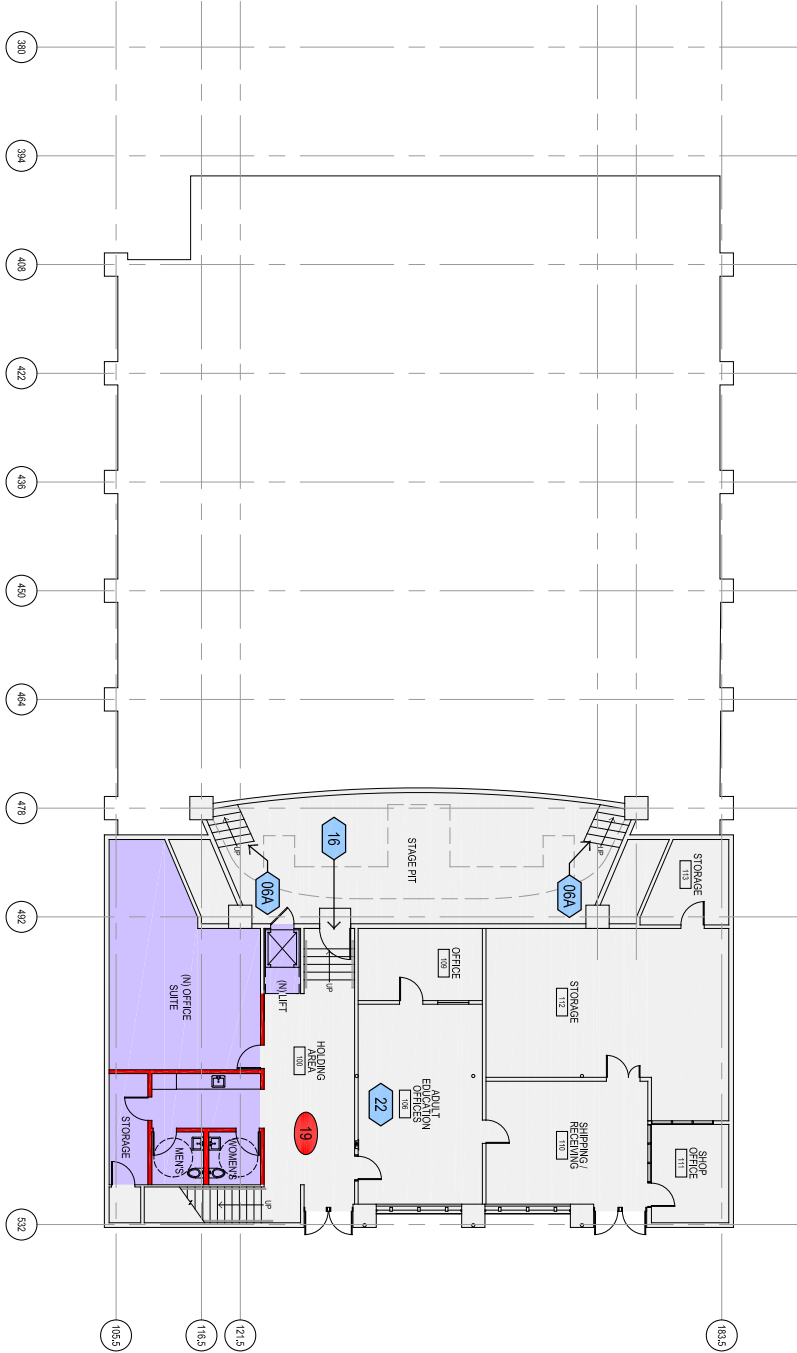 380
394
408
422
436
450
464
478
492
532
105.5
116.5
121.5
183.5
STAGE PIT
UP
UP
16
06A
06A
STORAGE
113
(N) OFFICE
SUITE
(N) LIFT
UP
OFFICE
109
STORAGE
112
HOLDING
AREA
100
ADULT
EDUCATION
OFFICES
106
22
19
SHIPPING /
RECEIVING
110
SHOP
OFFICE
111
STORAGE
MEN'S
WOMEN'S
UP